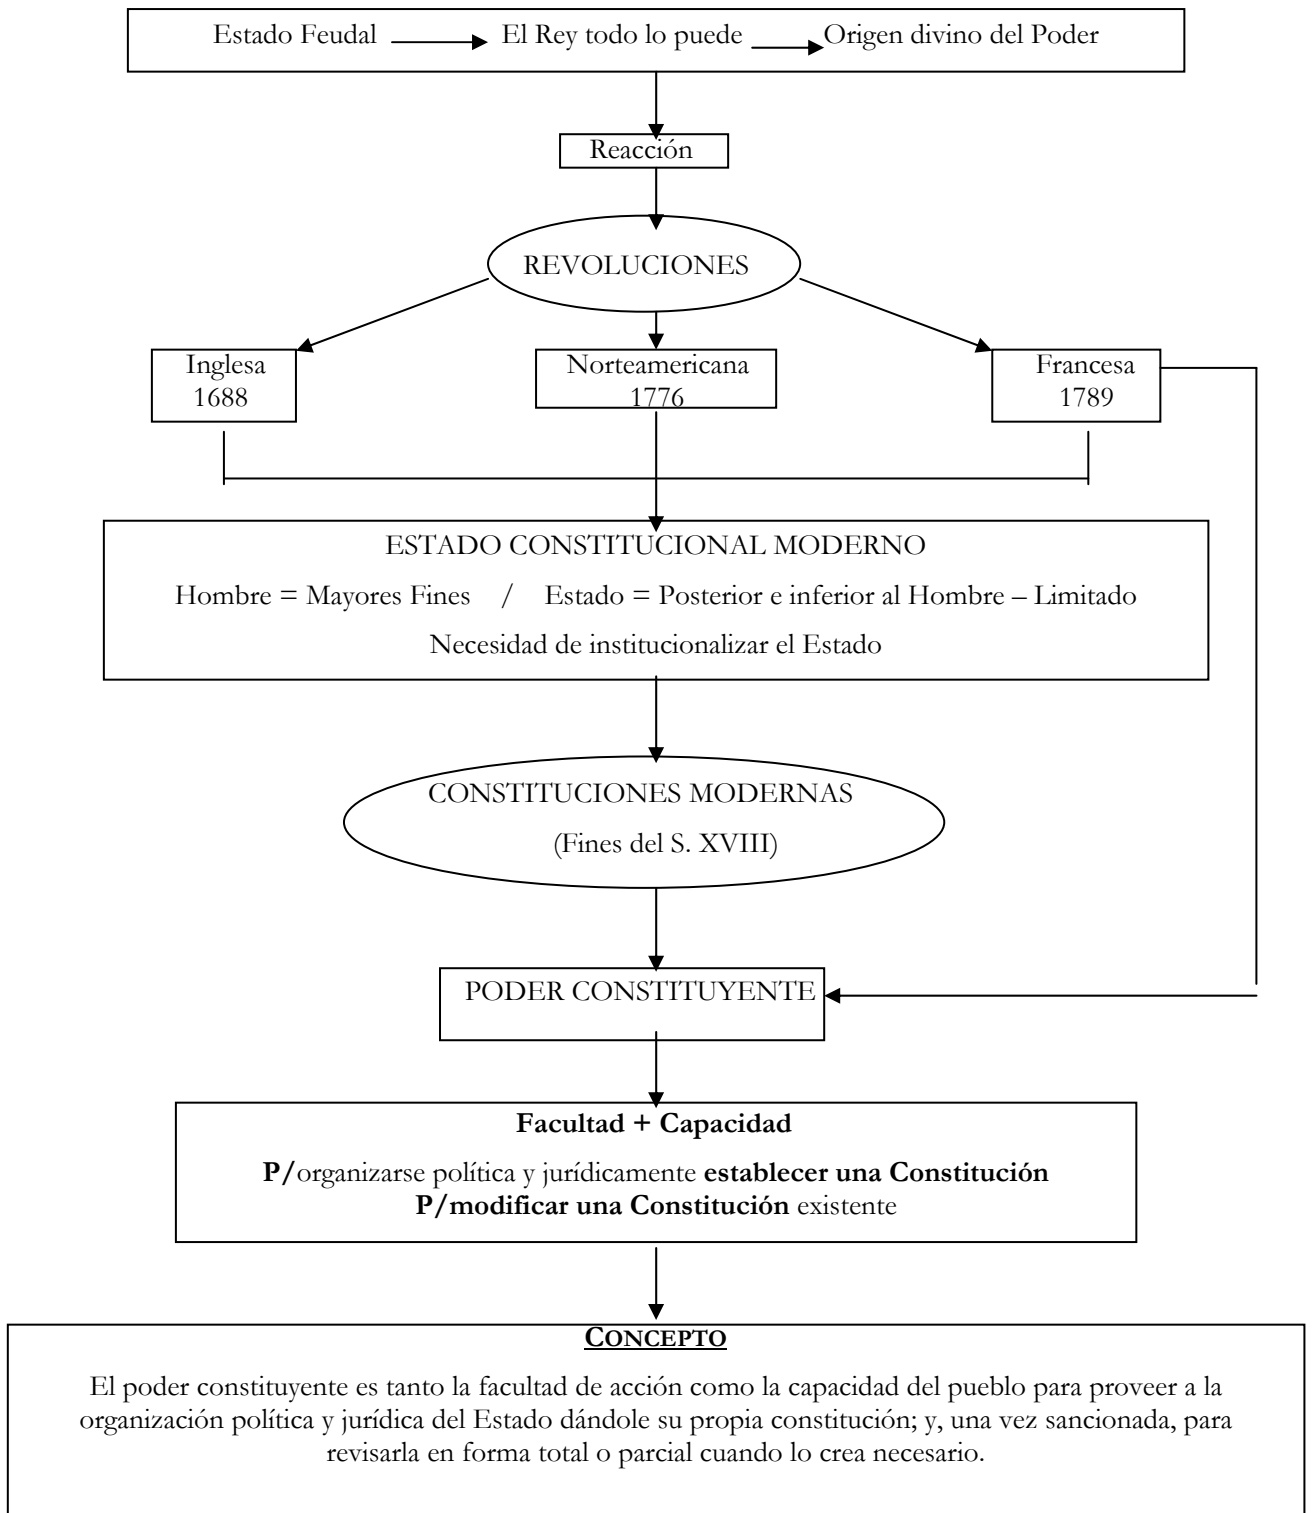 Estado Feudal El Rey todo lo puede Origen divino del Poder
Reacción
REVOLUCIONES
Inglesa
1688
Norteamericana
1776
Francesa
1789
ESTADO CONSTITUCIONAL MODERNO
Hombre = Mayores Fines / Estado = Posterior e inferior al Hombre – Limitado
Necesidad de institucionalizar el Estado
CONSTITUCIONES MODERNAS
(Fines del S. XVIII)
PODER CONSTITUYENTE
Facultad + Capacidad
P/organizarse política y jurídicamente establecer una Constitución
P/modificar una Constitución existente
CONCEPTO
El poder constituyente es tanto la facultad de acción como la capacidad del pueblo para proveer a la
organización política y jurídica del Estado dándole su propia constitución; y, una vez sancionada, para
revisarla en forma total o parcial cuando lo crea necesario.